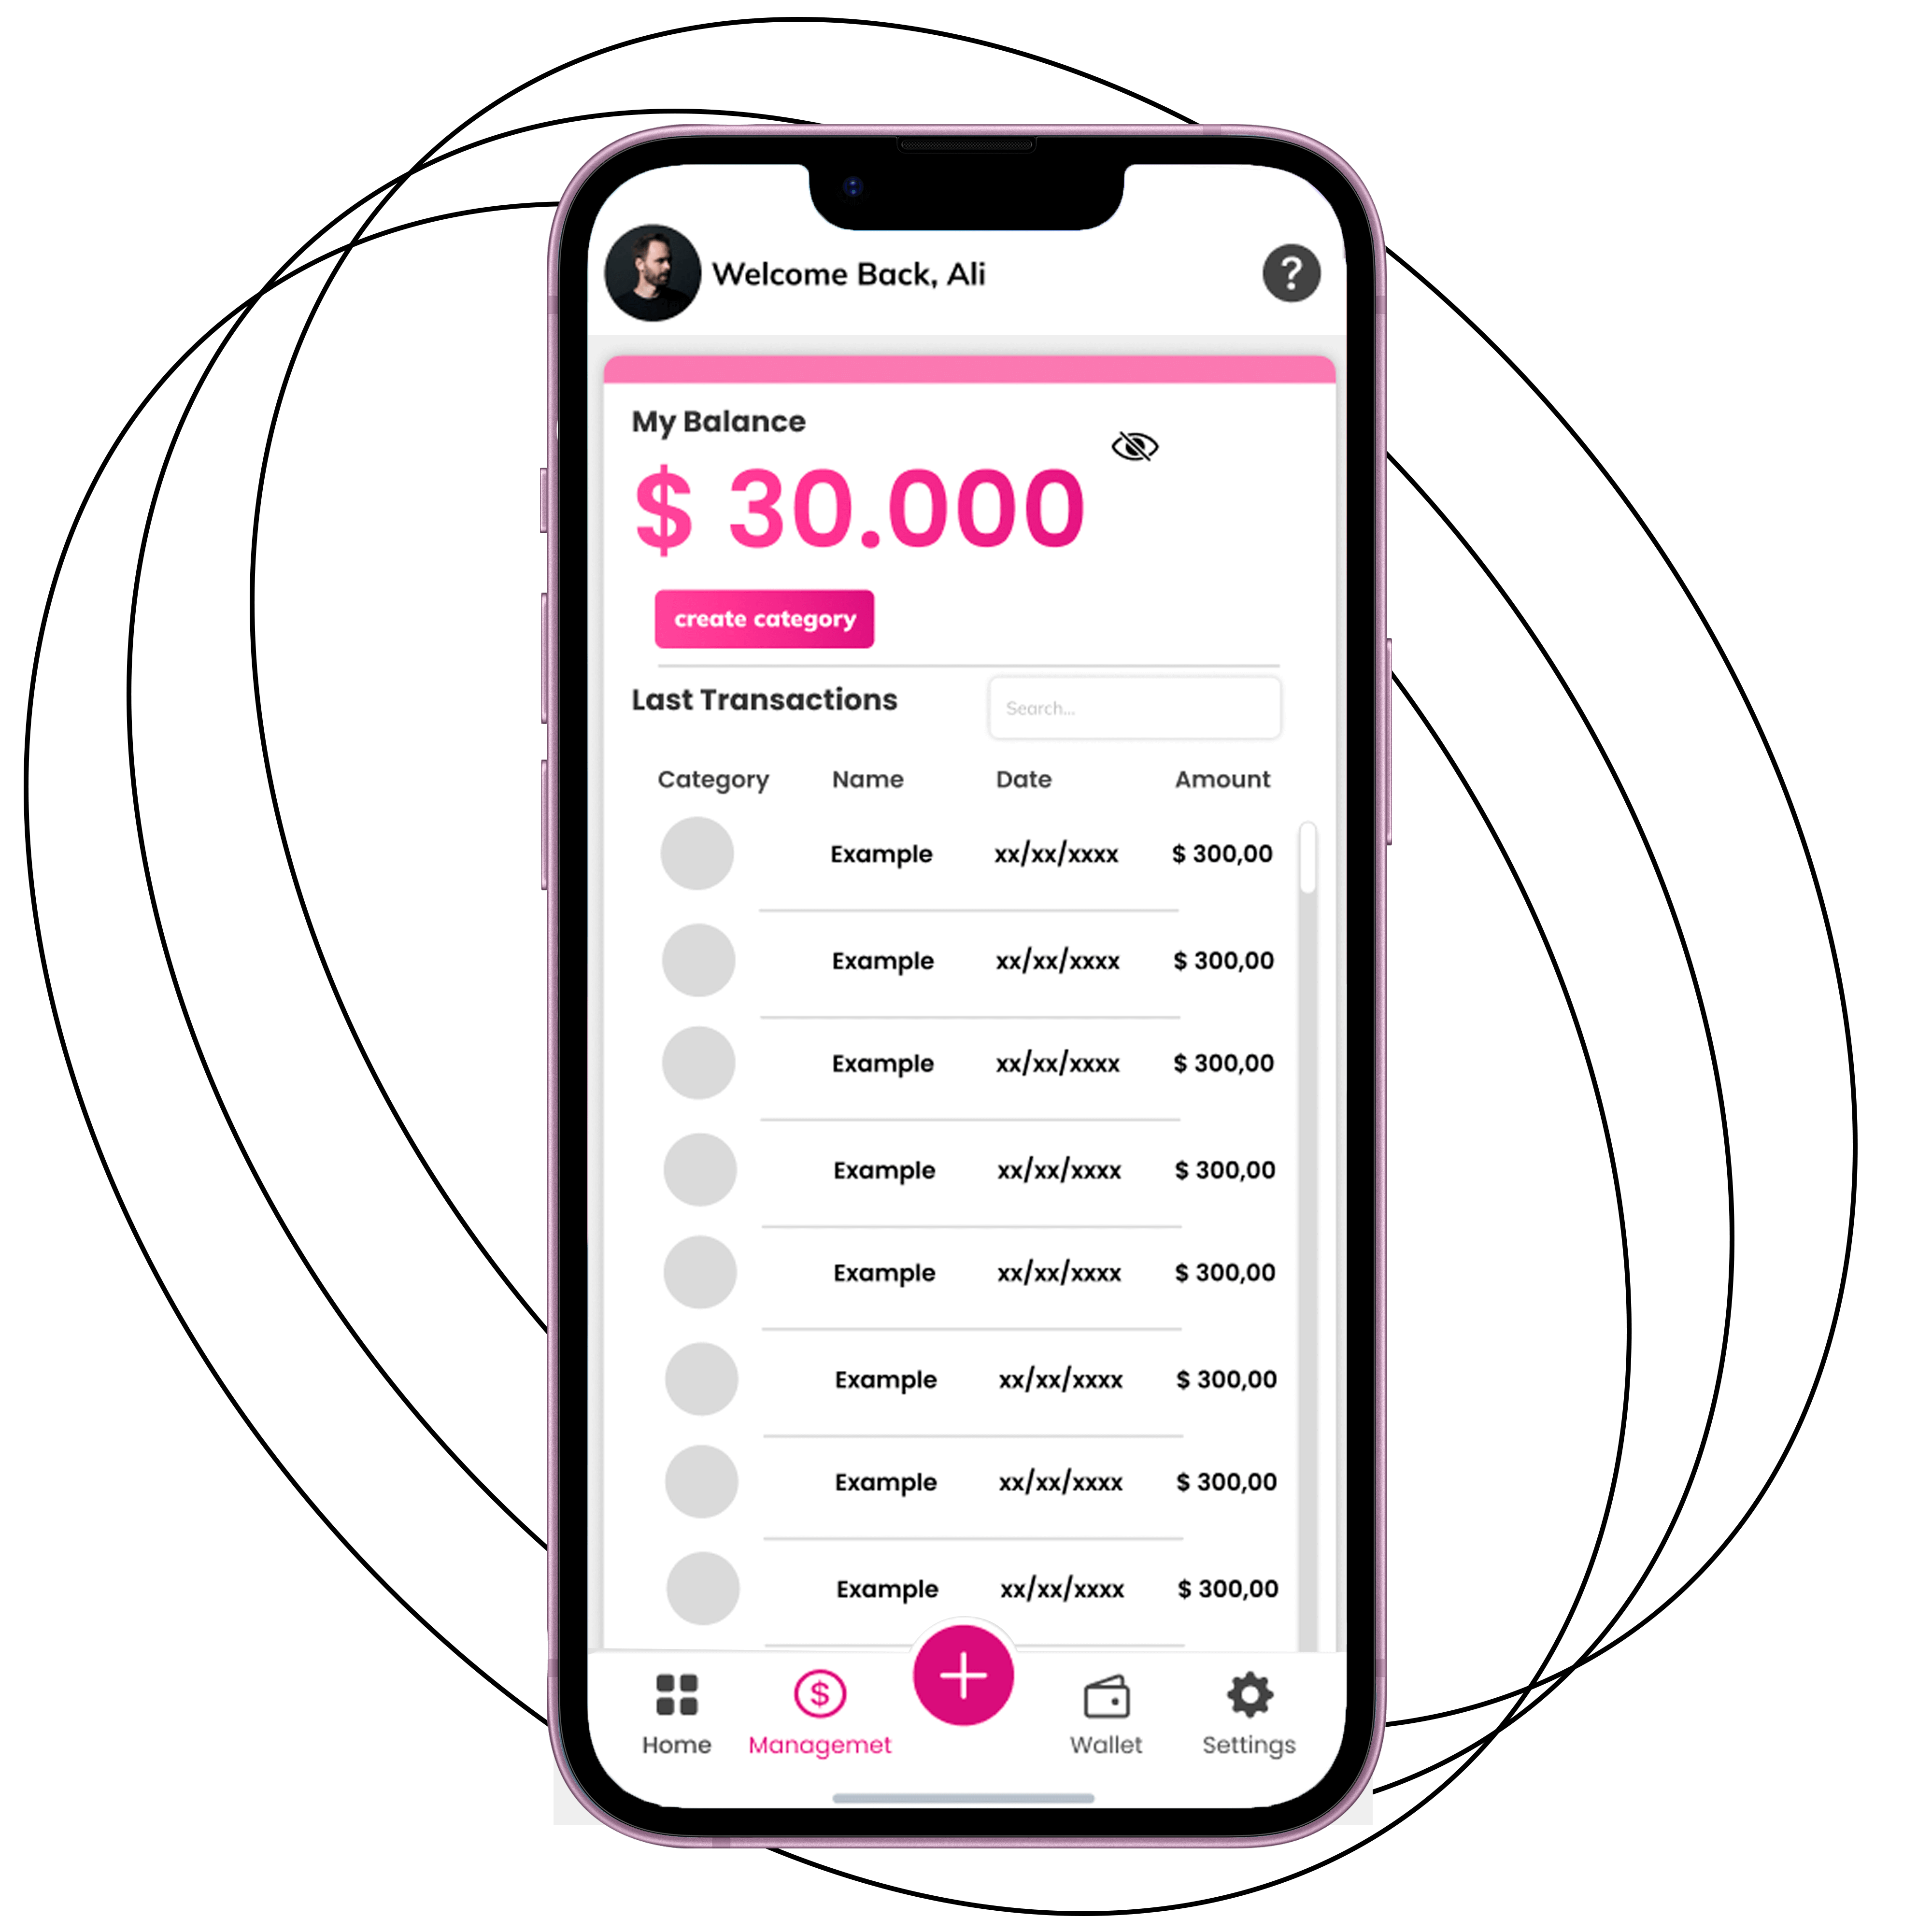 Welcome Back, Ali
?
My Balance
$ 30.000
create category
Last Transactions
Search...
Category Name Date Amount
Example xx/xx/xxxx $ 300,00
Example xx/xx/xxxx $ 300,00
Example xx/xx/xxxx $ 300,00
Example xx/xx/xxxx $ 300,00
Example xx/xx/xxxx $ 300,00
Example xx/xx/xxxx $ 300,00
Example xx/xx/xxxx $ 300,00
Example xx/xx/xxxx $ 300,00
$
Home Managemet Wallet Settings